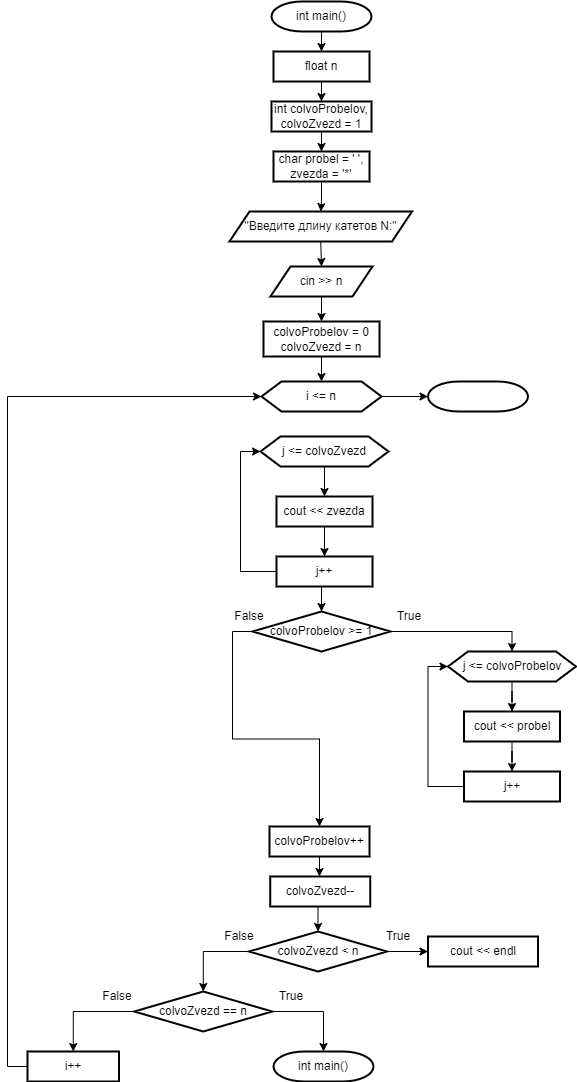 int main()
float n
int colvoProbelov,
colvoZvezd = 1
char probel = ' ',
zvezda = '*'
"Введите длину катетов N:"
cin >> n
colvoProbelov = 0
colvoZvezd = n
i <= n
j <= colvoZvezd
cout << zvezda
j++
False
colvoProbelov >= 1
True
j <= colvoProbelov
cout << probel
j++
colvoProbelov++
colvoZvezd--
False
colvoZvezd < n
True
cout << endl
False
colvoZvezd == n
True
i++
int main()